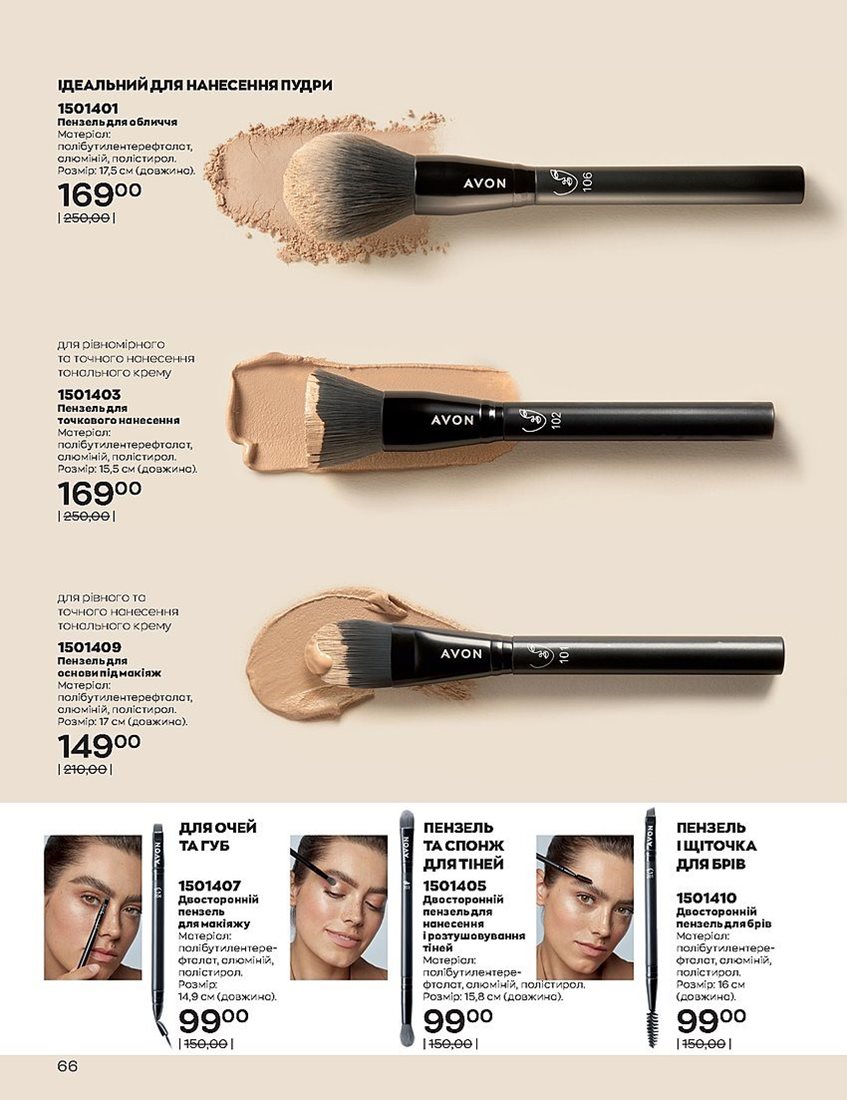 ІДЕАЛЬНИЙ ДЛЯ НАНЕСЕННЯ ПУДРИ
1501401
Пензель для обличчя
Матеріал:
полібутилентерефталат,
алюміній, полістирол.
Розмір: 17,5 см (довжина).
169⁰⁰
| 250,00 |
AVON
106
для рівномірного
та точного нанесення
тонального крему
1501403
Пензель для
точкового нанесення
Матеріал:
полібутилентерефталат,
алюміній, полістирол.
Розмір: 15,5 см (довжина).
169⁰⁰
| 250,00 |
AVON
102
для рівного та
точного нанесення
тонального крему
1501409
Пензель для
основи під макіяж
Матеріал:
полібутилентерефталат,
алюміній, полістирол.
Розмір: 17 см (довжина).
149⁰⁰
| 210,00 |
AVON
101
AVON
ДЛЯ ОЧЕЙ
ТА ГУБ
1501407
Двосторонній
пензель
для макіяжу
Матеріал:
полібутилентере-
фталат, алюміній,
полістирол.
Розмір:
14,9 см (довжина).
99⁰⁰
| 150,00 |
AVON
ПЕНЗЕЛЬ
ТА СПОНЖ
ДЛЯ ТІНЕЙ
1501405
Двосторонній
пензель для
нанесення
і розтушовування
тіней
Матеріал:
полібутилентере-
фталат, алюміній, полістирол.
Розмір: 15,8 см (довжина).
99⁰⁰
| 150,00 |
AVON
ПЕНЗЕЛЬ
І ЩІТОЧКА
ДЛЯ БРІВ
1501410
Двосторонній
пензель для брів
Матеріал:
полібутилентере-
фталат, алюміній,
полістирол.
Розмір: 16 см
(довжина).
99⁰⁰
| 150,00 |
66